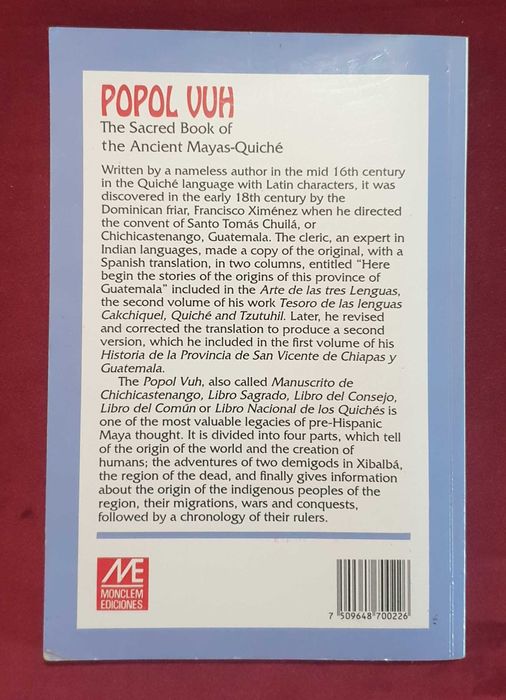 POPOL VUH
The Sacred Book of
the Ancient Mayas-Quiché
Written by a nameless author in the mid 16th century
in the Quiché language with Latin characters, it was
discovered in the early 18th century by the
Dominican friar, Francisco Ximénez when he directed
the convent of Santo Tomás Chuilá, or
Chichicastenango, Guatemala. The cleric, an expert in
Indian languages, made a copy of the original, with a
Spanish translation, in two columns, entitled “Here
begin the stories of the origins of this province of
Guatemala” included in the Arte de las tres Lenguas,
the second volume of his work Tesoro de las lenguas
Cakchiquel, Quiché and Tzutuhil. Later, he revised
and corrected the translation to produce a second
version, which he included in the first volume of his
Historia de la Provincia de San Vicente de Chiapas y
Guatemala.
The Popol Vuh, also called Manuscrito de
Chichicastenango, Libro Sagrado, Libro del Consejo,
Libro del Común or Libro Nacional de los Quichés is
one of the most valuable legacies of pre-Hispanic
Maya thought. It is divided into four parts, which tell
of the origin of the world and the creation of
humans; the adventures of two demigods in Xibalbá,
the region of the dead, and finally gives information
about the origin of the indigenous peoples of the
region, their migrations, wars and conquests,
followed by a chronology of their rulers.
ME
MONCLEM
EDICIONES
7 509648 700226